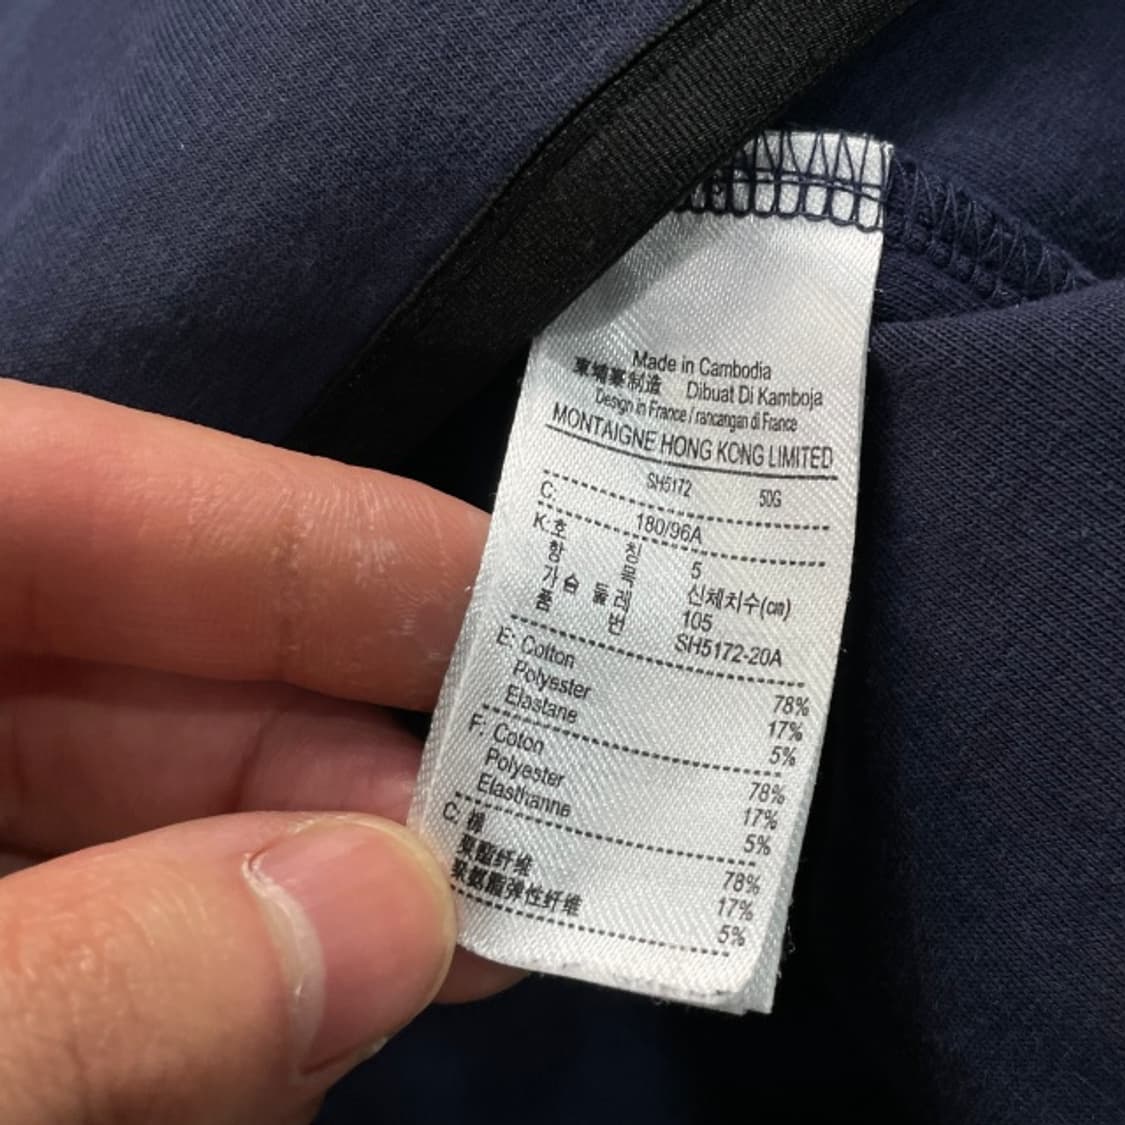 Made in Cambodia
柬埔寨制造 Dibuat Di Kamboja
Design in France / rancangan di France
MONTAIGNE HONG KONG LIMITED
SH5172 50G
C: 180/96A
K: 호 칭 5
항 목 신체치수(cm)
가슴 둘레 105
품 번 SH5172-20A
E: Cotton 78%
Polyester 17%
Elastane 5%
F: Coton 78%
Polyester 17%
Elasthanne 5%
C: 棉 78%
聚酯纤维 17%
聚氨酯弹性纤维 5%